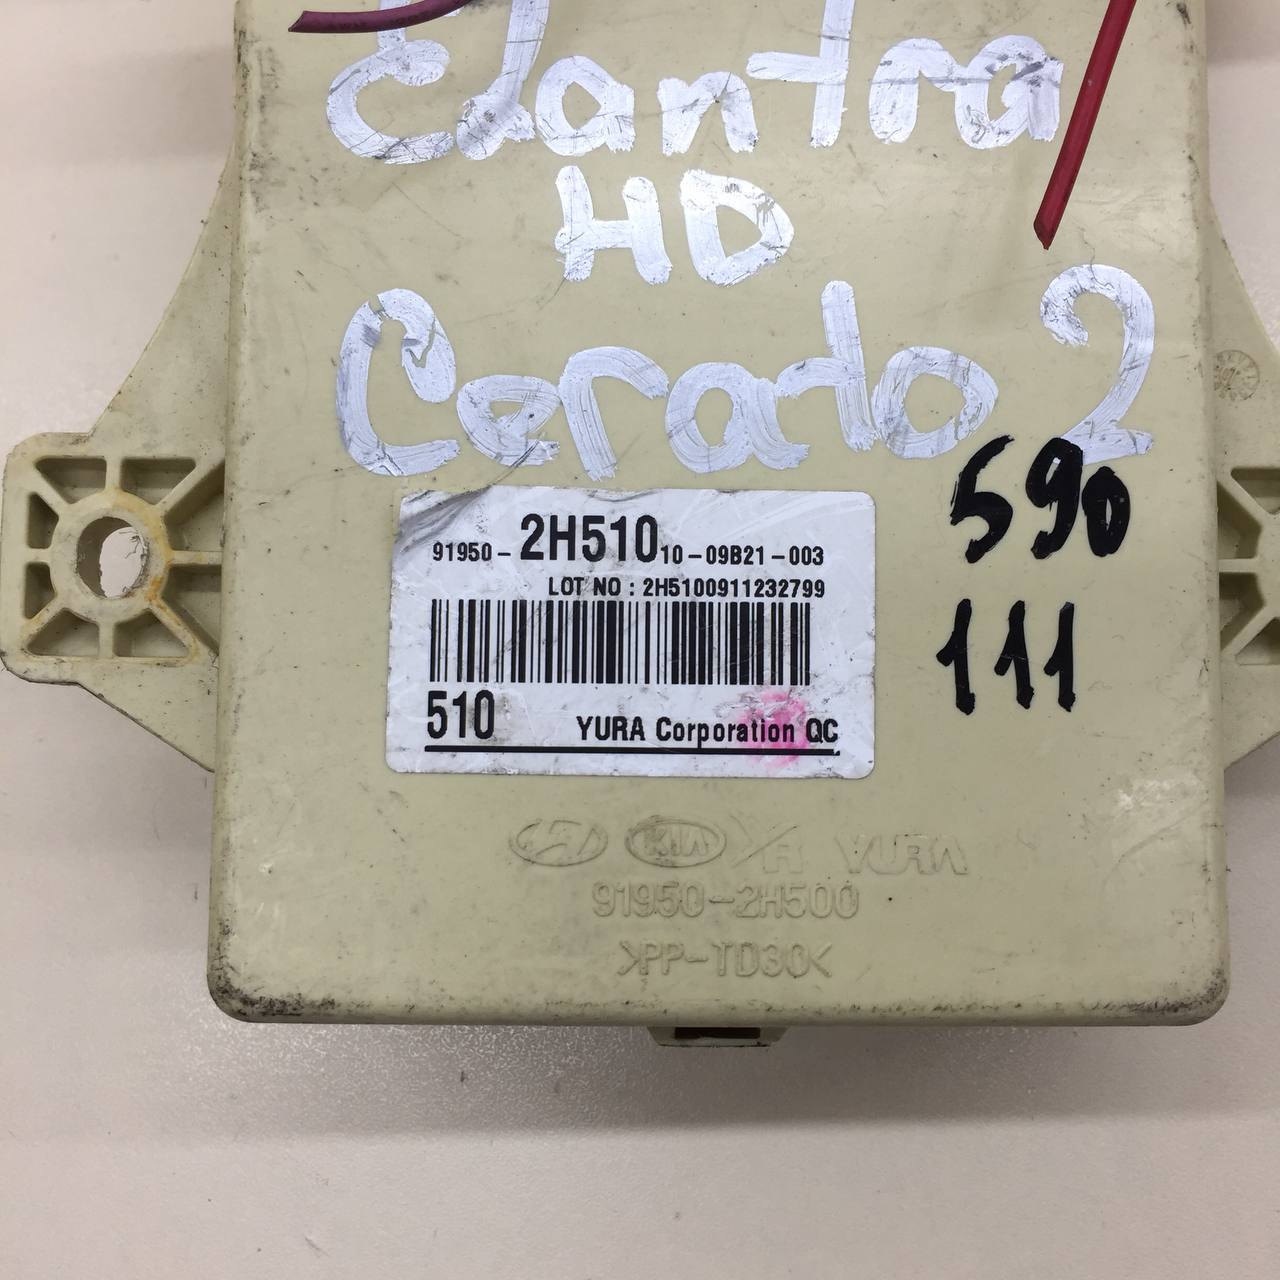 Elantra
HD
Cerato 2
590
111
91950-2H510 10-09B21-003
LOT NO : 2H5100911232799
510 YURA Corporation QC
KIA YURA
91950-2H500
>PP-TD30<